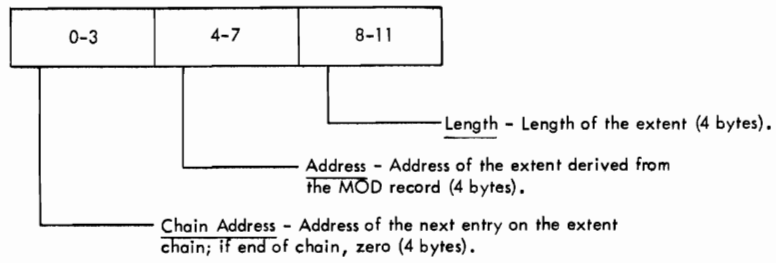 0-3 4-7 8-11
Length - Length of the extent (4 bytes).
Address - Address of the extent derived from
the MOD record (4 bytes).
Chain Address - Address of the next entry on the extent
chain; if end of chain, zero (4 bytes).